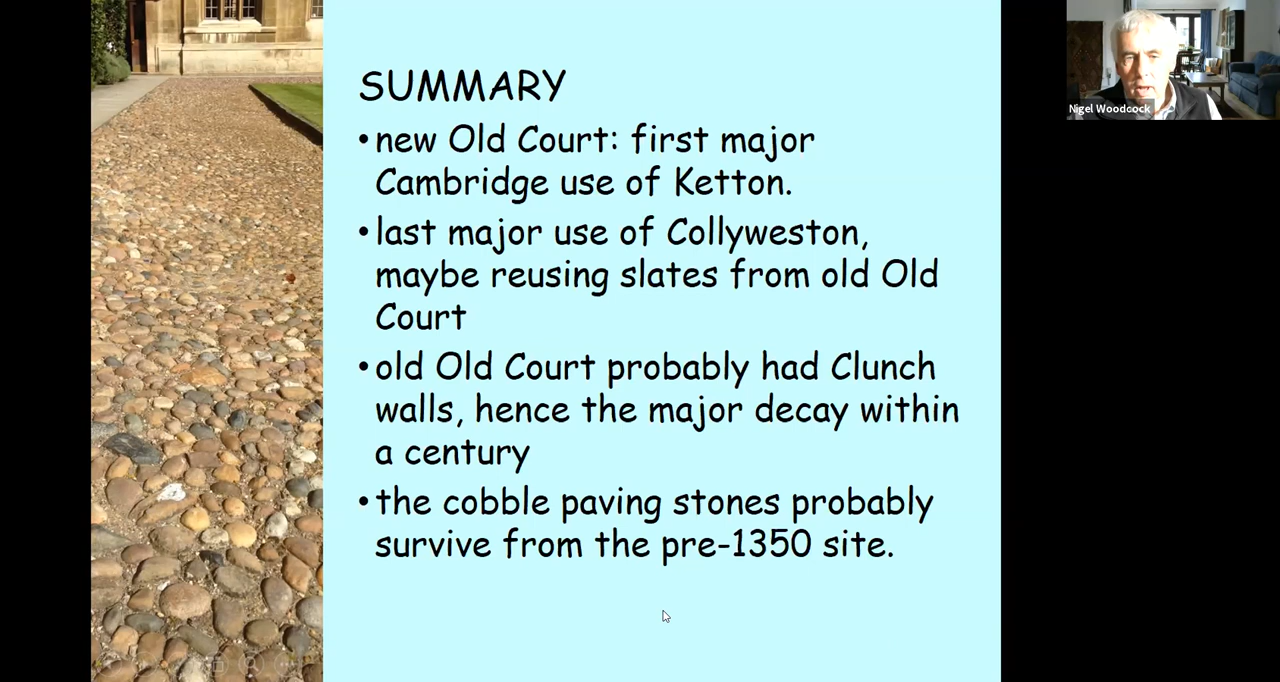 SUMMARY
•new Old Court: first major
Cambridge use of Ketton.
•last major use of Collyweston,
maybe reusing slates from old Old
Court
•old Old Court probably had Clunch
walls, hence the major decay within
a century
•the cobble paving stones probably
survive from the pre-1350 site.
Nigel Woodcock